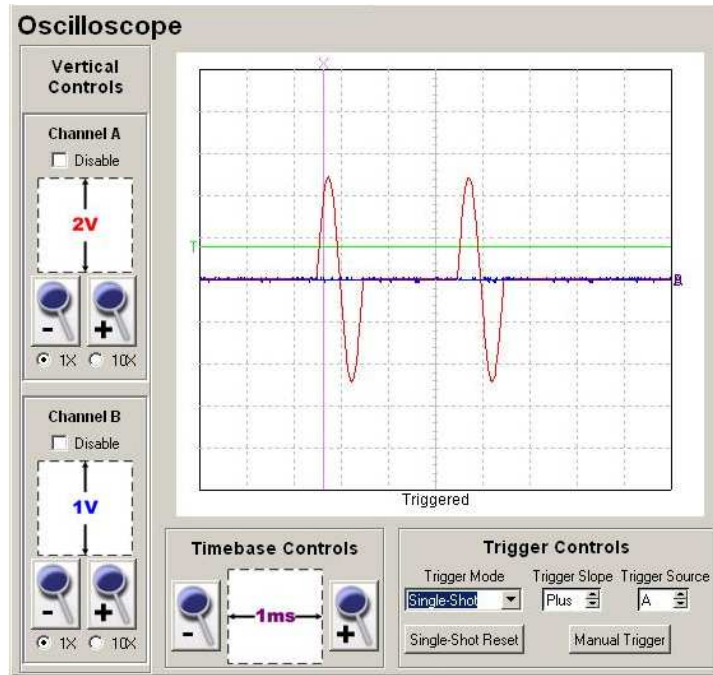 Oscilloscope
Vertical
Controls
Channel A
Disable
2V
- +
1X 10X
Channel B
Disable
1V
- +
1X 10X
T
Triggered
Timebase Controls
- 1ms +
Trigger Controls
Trigger Mode Trigger Slope Trigger Source
Single-Shot Plus A
Single-Shot Reset Manual Trigger